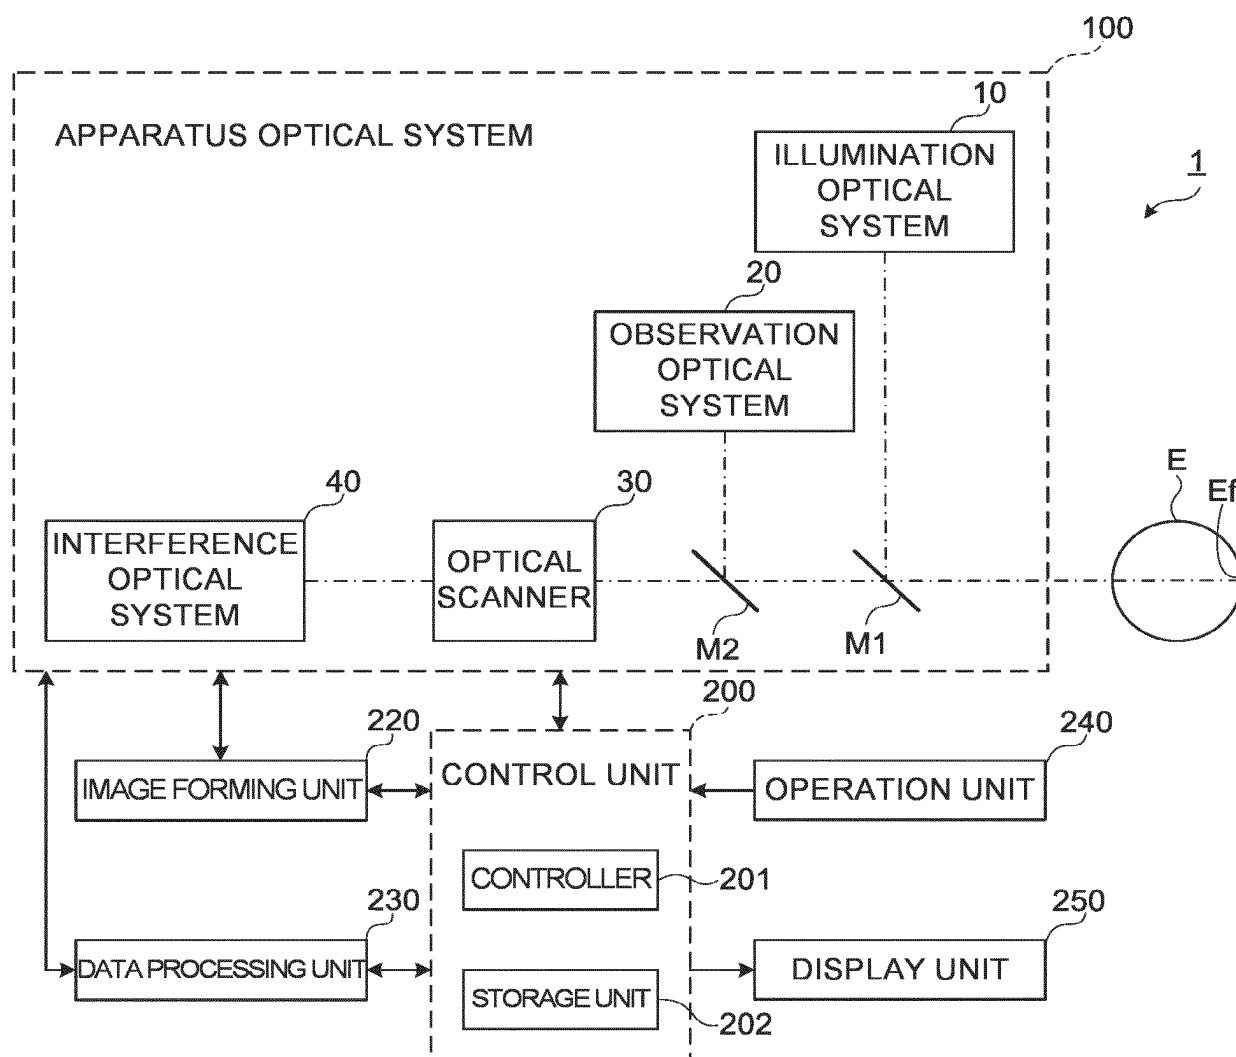 100
APPARATUS OPTICAL SYSTEM
10
ILLUMINATION
OPTICAL
SYSTEM
1
20
OBSERVATION
OPTICAL
SYSTEM
40
INTERFERENCE
OPTICAL
SYSTEM
30
OPTICAL
SCANNER
E
Ef
M2
M1
200
220
IMAGE FORMING UNIT
CONTROL UNIT
240
OPERATION UNIT
CONTROLLER
201
230
DATA PROCESSING UNIT
250
DISPLAY UNIT
STORAGE UNIT
202